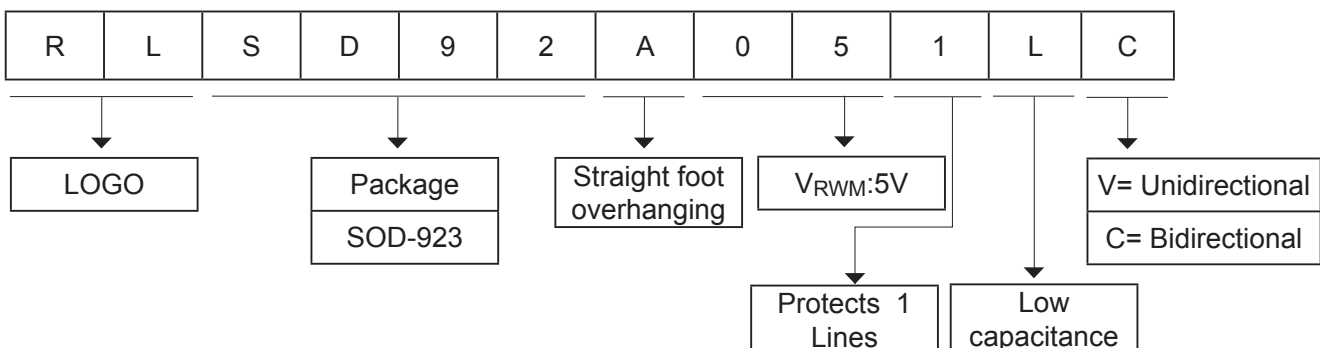 R L S D 9 2 A 0 5 1 L C
LOGO
Package
SOD-923
Straight foot
overhanging
VRWM:5V
V= Unidirectional
C= Bidirectional
Protects 1
Lines
Low
capacitance